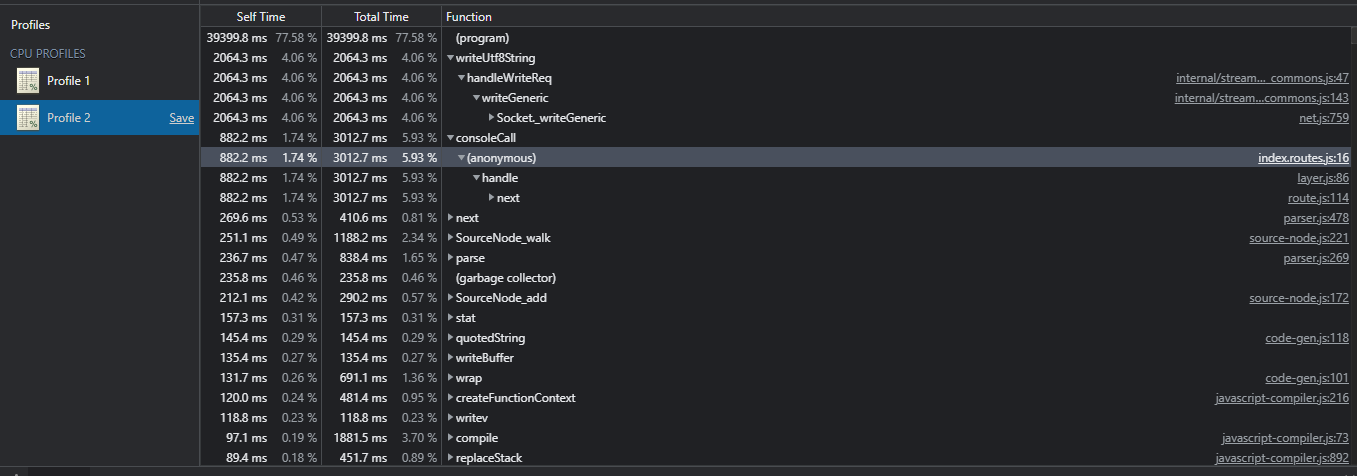 Profiles
CPU PROFILES
Profile 1
Profile 2 Save
Self Time Total Time Function
39399.8 ms 77.58 % 39399.8 ms 77.58 % (program)
2064.3 ms 4.06 % 2064.3 ms 4.06 % writeUtf8String
2064.3 ms 4.06 % 2064.3 ms 4.06 % handleWriteReq internal/stream…_commons.js:47
2064.3 ms 4.06 % 2064.3 ms 4.06 % writeGeneric internal/stream…commons.js:143
2064.3 ms 4.06 % 2064.3 ms 4.06 % Socket._writeGeneric net.js:759
882.2 ms 1.74 % 3012.7 ms 5.93 % consoleCall
882.2 ms 1.74 % 3012.7 ms 5.93 % (anonymous) index.routes.js:16
882.2 ms 1.74 % 3012.7 ms 5.93 % handle layer.js:86
882.2 ms 1.74 % 3012.7 ms 5.93 % next route.js:114
269.6 ms 0.53 % 410.6 ms 0.81 % next parser.js:478
251.1 ms 0.49 % 1188.2 ms 2.34 % SourceNode_walk source-node.js:221
236.7 ms 0.47 % 838.4 ms 1.65 % parse parser.js:269
235.8 ms 0.46 % 235.8 ms 0.46 % (garbage collector)
212.1 ms 0.42 % 290.2 ms 0.57 % SourceNode_add source-node.js:172
157.3 ms 0.31 % 157.3 ms 0.31 % stat
145.4 ms 0.29 % 145.4 ms 0.29 % quotedString code-gen.js:118
135.4 ms 0.27 % 135.4 ms 0.27 % writeBuffer
131.7 ms 0.26 % 691.1 ms 1.36 % wrap code-gen.js:101
120.0 ms 0.24 % 481.4 ms 0.95 % createFunctionContext javascript-compiler.js:216
118.8 ms 0.23 % 118.8 ms 0.23 % writev
97.1 ms 0.19 % 1881.5 ms 3.70 % compile javascript-compiler.js:73
89.4 ms 0.18 % 451.7 ms 0.89 % replaceStack javascript-compiler.js:892